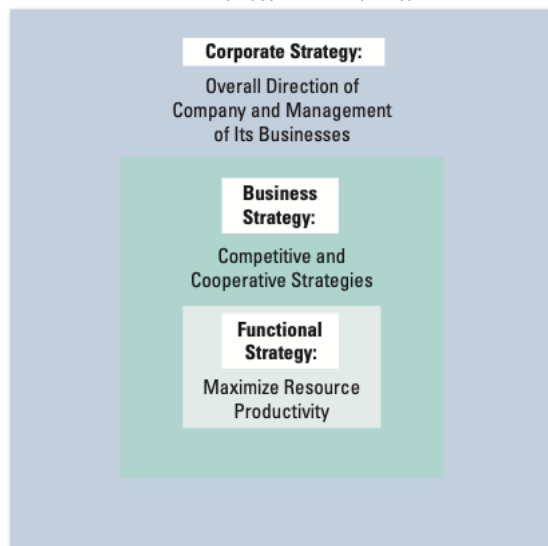 Corporate Strategy:
Overall Direction of
Company and Management
of Its Businesses
Business
Strategy:
Competitive and
Cooperative Strategies
Functional
Strategy:
Maximize Resource
Productivity